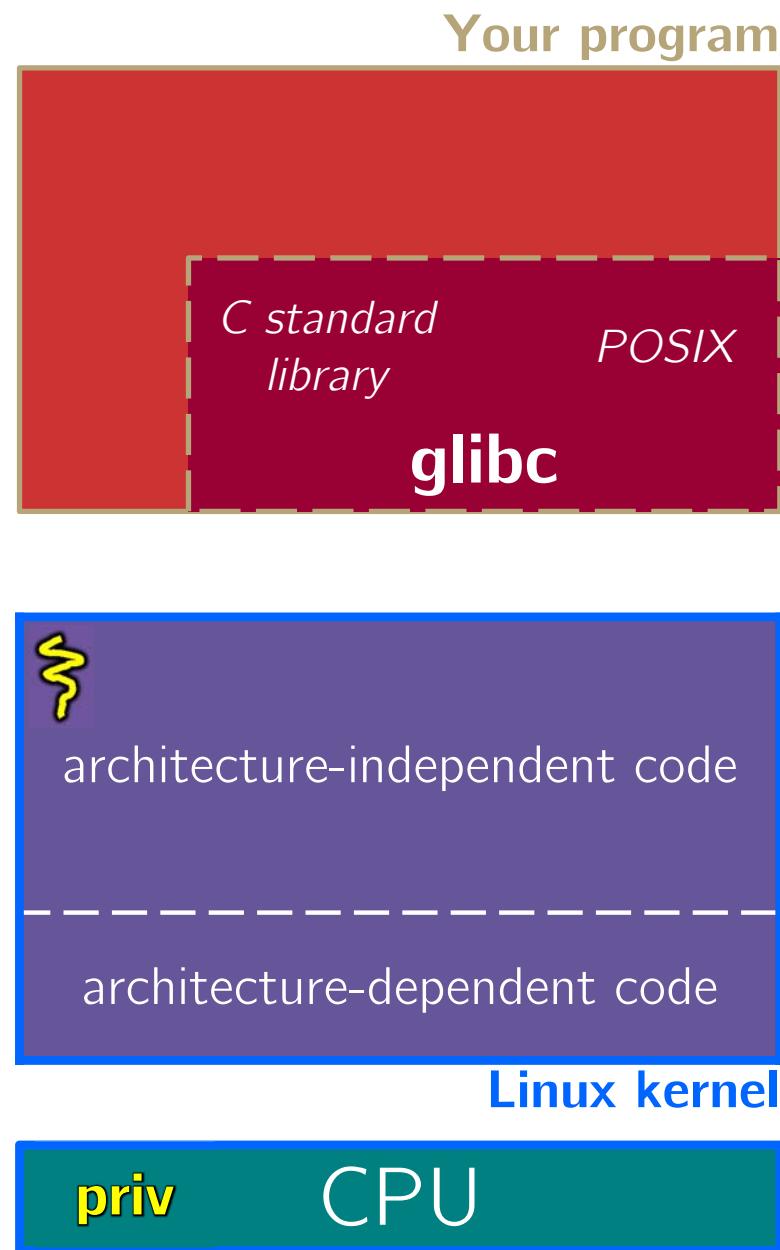 Your program
C standard
library
POSIX
glibc
architecture-independent code
architecture-dependent code
Linux kernel
priv
CPU